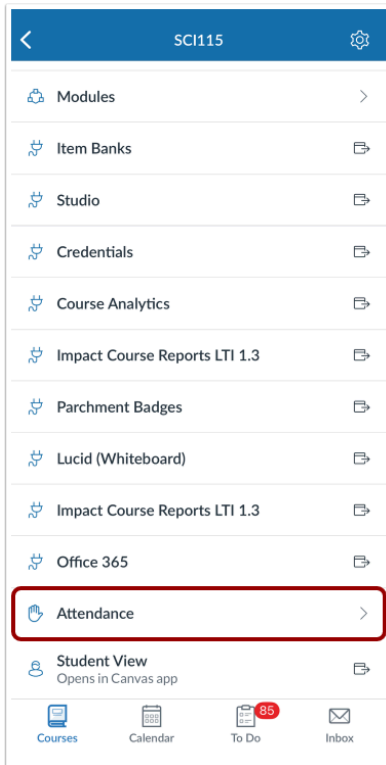 SCI115
Modules
Item Banks
Studio
Credentials
Course Analytics
Impact Course Reports LTI 1.3
Parchment Badges
Lucid (Whiteboard)
Impact Course Reports LTI 1.3
Office 365
Attendance
Student View
Opens in Canvas app
85
Courses Calendar To Do Inbox